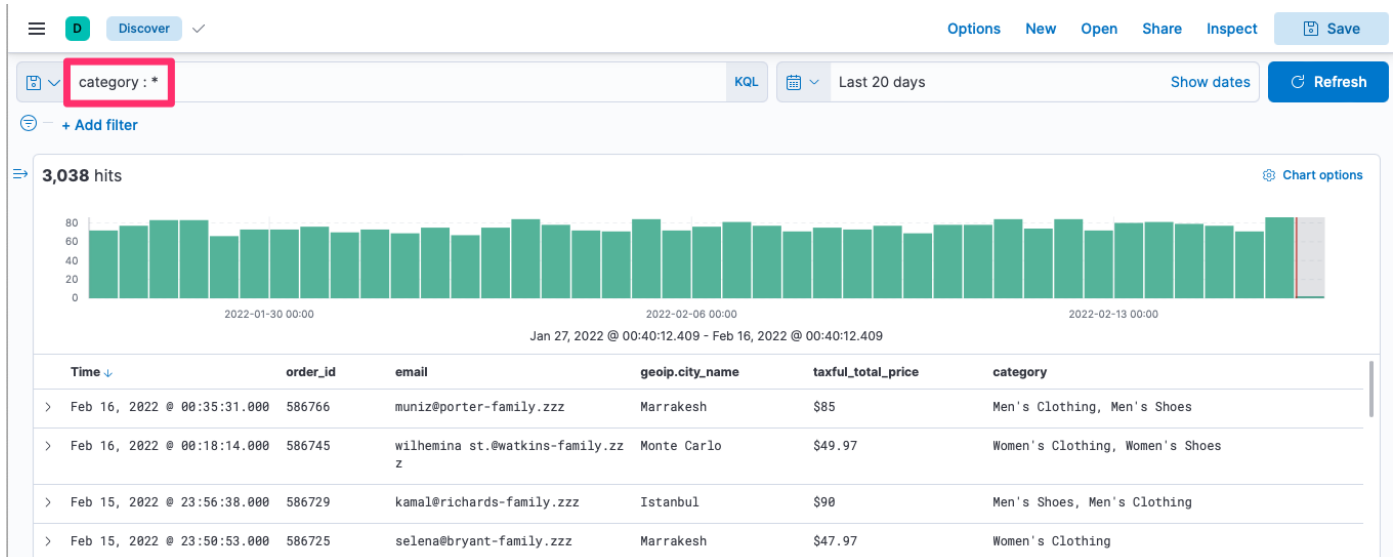 D Discover Options New Open Share Inspect Save
category : * KQL Last 20 days Show dates Refresh
+ Add filter
3,038 hits Chart options
80
60
40
20
0
2022-01-30 00:00 2022-02-06 00:00 2022-02-13 00:00
Jan 27, 2022 @ 00:40:12.409 - Feb 16, 2022 @ 00:40:12.409
Time order_id email geoip.city_name taxful_total_price category
Feb 16, 2022 @ 00:35:31.000 586766 muniz@porter-family.zzz Marrakesh $85 Men's Clothing, Men's Shoes
Feb 16, 2022 @ 00:18:14.000 586745 wilhemina st.@watkins-family.zz Monte Carlo $49.97 Women's Clothing, Women's Shoes
z
Feb 15, 2022 @ 23:56:38.000 586729 kamal@richards-family.zzz Istanbul $90 Men's Shoes, Men's Clothing
Feb 15, 2022 @ 23:50:53.000 586725 selena@bryant-family.zzz Marrakesh $47.97 Women's Clothing